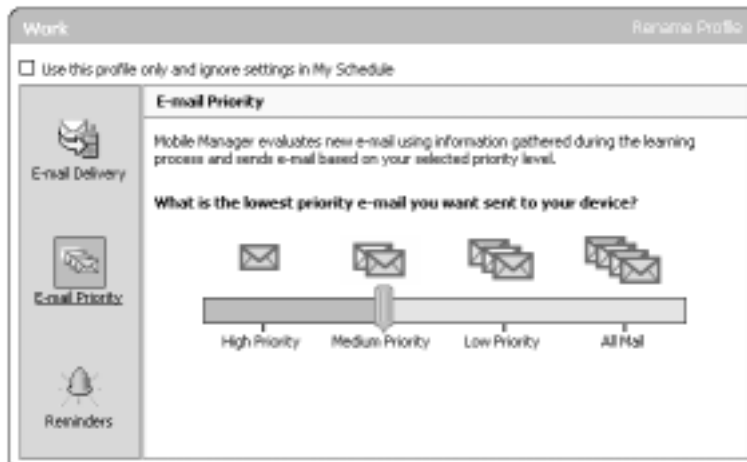 Work
Rename Profile
Use this profile only and ignore settings in My Schedule
E-mail Delivery
E-mail Priority
Reminders
E-mail Priority
Mobile Manager evaluates new e-mail using information gathered during the learning
process and sends e-mail based on your selected priority level.
What is the lowest priority e-mail you want sent to your device?
High Priority
Medium Priority
Low Priority
All Mail